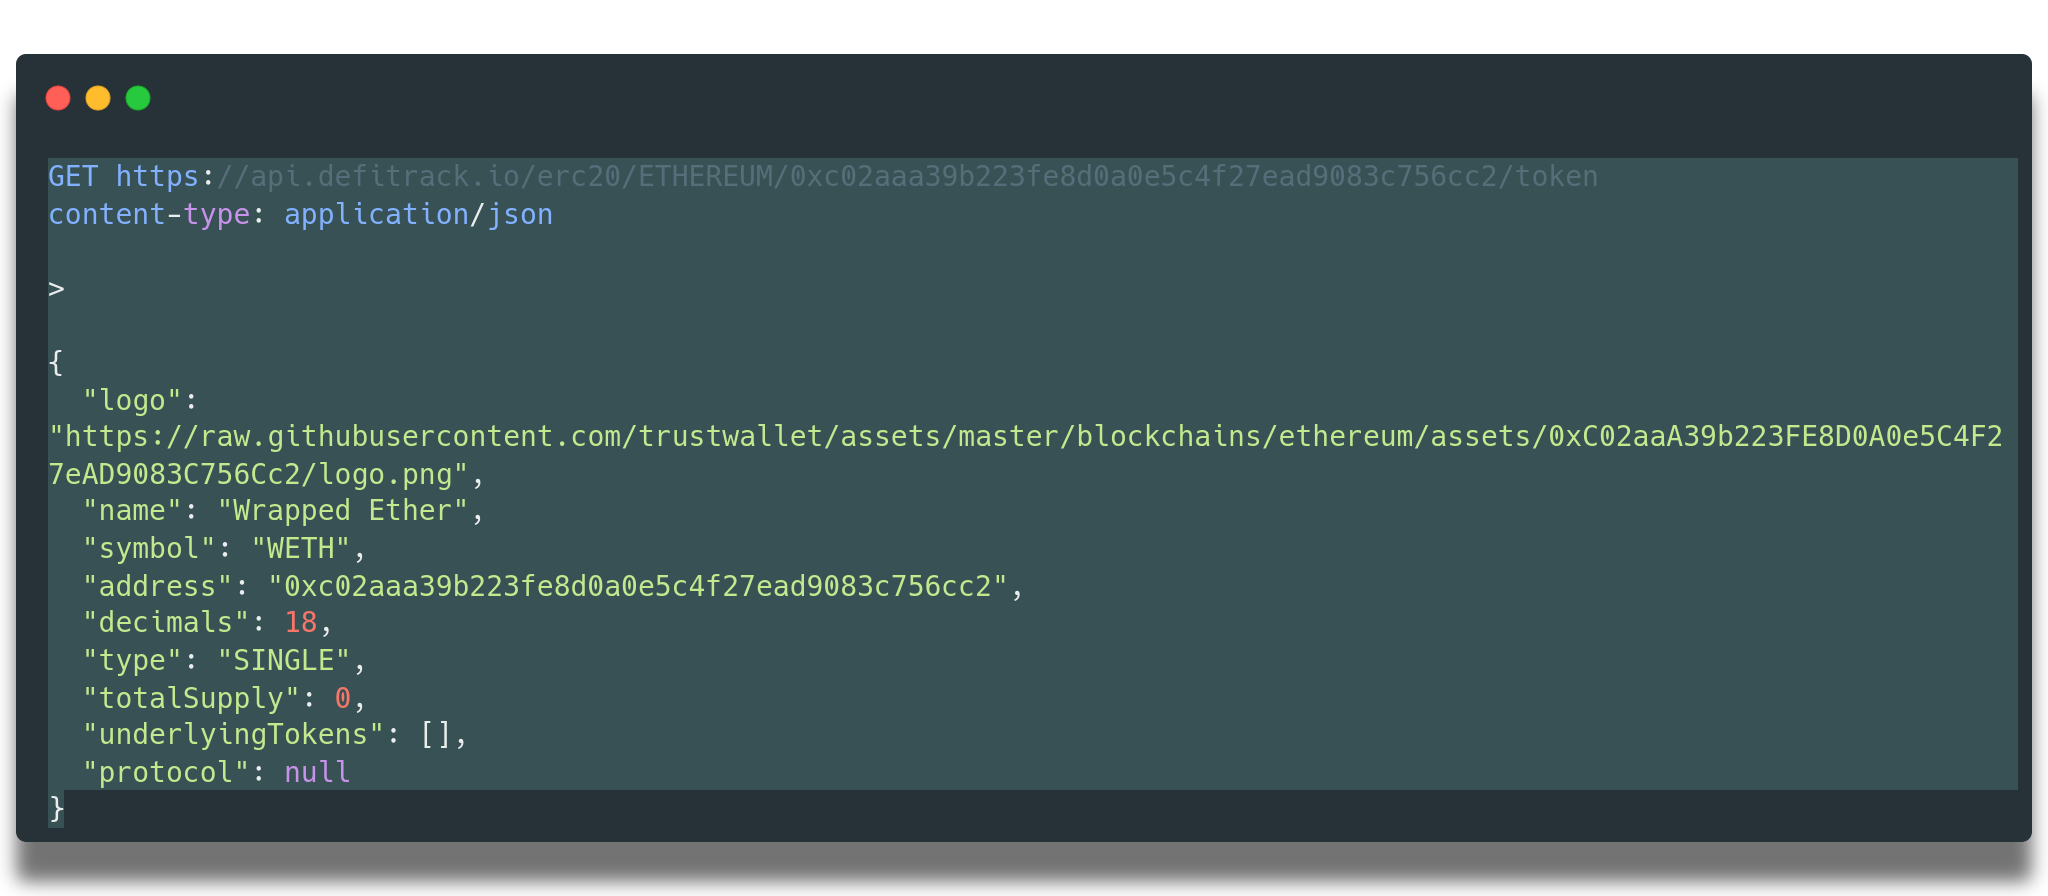 GET https://api.defitrack.io/erc20/ETHEREUM/0xc02aaa39b223fe8d0a0e5c4f27ead9083c756cc2/token
content-type: application/json
>
{
  "logo":
"https://raw.githubusercontent.com/trustwallet/assets/master/blockchains/ethereum/assets/0xC02aaA39b223FE8D0A0e5C4F2
7eAD9083C756Cc2/logo.png",
  "name": "Wrapped Ether",
  "symbol": "WETH",
  "address": "0xc02aaa39b223fe8d0a0e5c4f27ead9083c756cc2",
  "decimals": 18,
  "type": "SINGLE",
  "totalSupply": 0,
  "underlyingTokens": [],
  "protocol": null
}